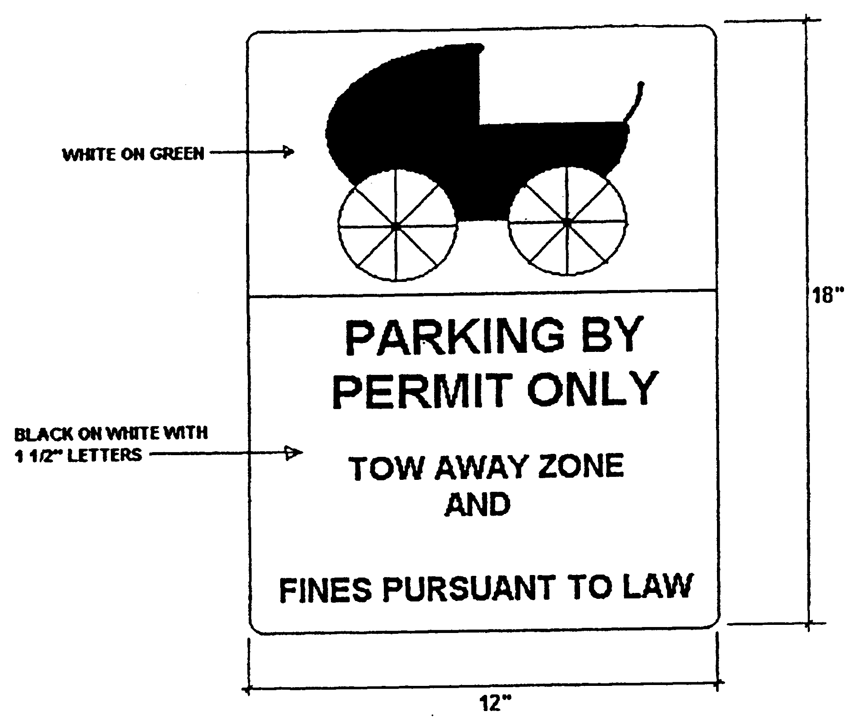 WHITE ON GREEN
18"
PARKING BY
PERMIT ONLY
BLACK ON WHITE WITH
1 1/2" LETTERS
TOW AWAY ZONE
AND
FINES PURSUANT TO LAW
12"